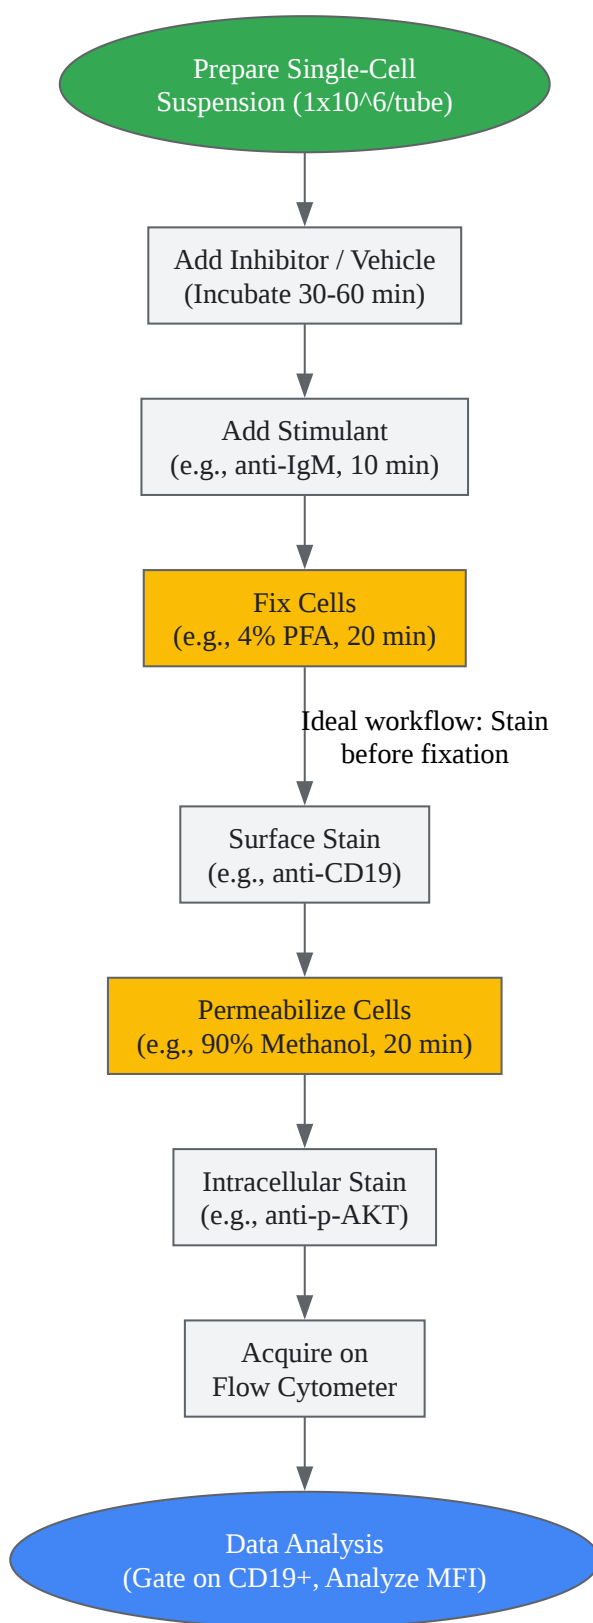 Prepare Single-Cell
Suspension (1x10^6/tube)
Add Inhibitor / Vehicle
(Incubate 30-60 min)
Add Stimulant
(e.g., anti-IgM, 10 min)
Fix Cells
(e.g., 4% PFA, 20 min)
Ideal workflow: Stain
before fixation
Surface Stain
(e.g., anti-CD19)
Permeabilize Cells
(e.g., 90% Methanol, 20 min)
Intracellular Stain
(e.g., anti-p-AKT)
Acquire on
Flow Cytometer
Data Analysis
(Gate on CD19+, Analyze MFI)